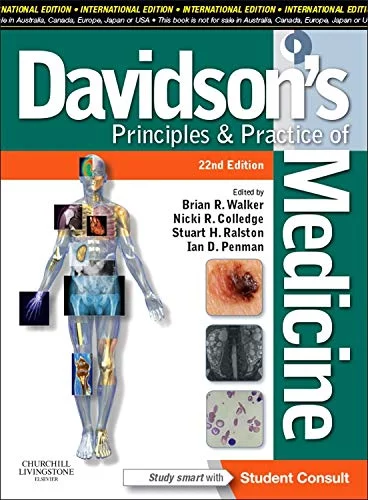 NATIONAL EDITION • INTERNATIONAL EDITION • INTERNATIONAL EDITION • INTERNATIONAL EDITI
le in Australia, Canada, Europe, Japan or USA • This book is not for sale in Australia, Canada, Europe, Japan or U
Davidson's
Principles & Practice of
Medicine
22nd Edition
Edited by
Brian R. Walker
Nicki R. Colledge
Stuart H. Ralston
Ian D. Penman
CHURCHILL
LIVINGSTONE
ELSEVIER
Study smart with Student Consult